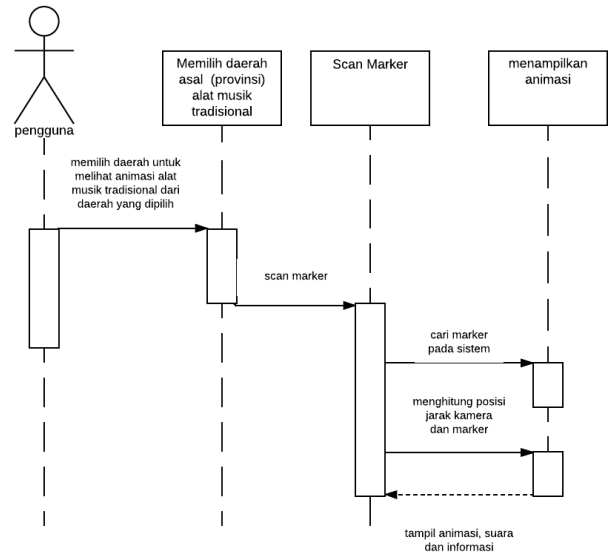 Memilih daerah
asal (provinsi)
alat musik
tradisional
Scan Marker
menampilkan
animasi
pengguna
memilih daerah untuk
melihat animasi alat
musik tradisional dari
daerah yang dipilih
scan marker
cari marker
pada sistem
menghitung posisi
jarak kamera
dan marker
tampil animasi, suara
dan informasi